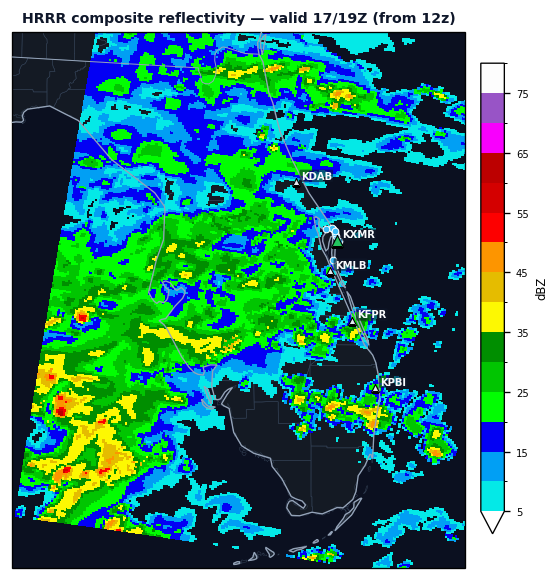 HRRR composite reflectivity — valid 17/19Z (from 12z)
KDAB
KXMR
KMLB
KFPR
KPBI
75
65
55
45
35
25
15
5
dBZ